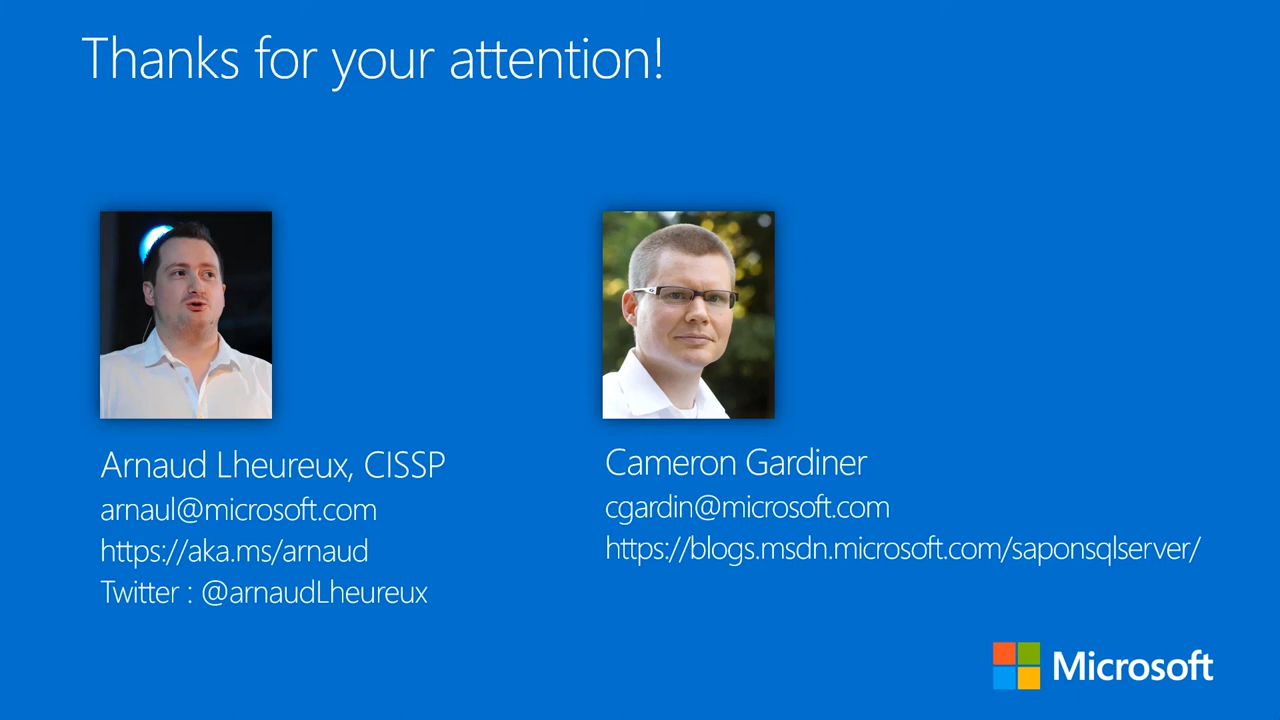 Thanks for your attention!
Arnaud Lheureux, CISSP
arnaul@microsoft.com
https://aka.ms/arnaud
Twitter : @arnaudLheureux
Cameron Gardiner
cgardin@microsoft.com
https://blogs.msdn.microsoft.com/saponsqlserver/
Microsoft